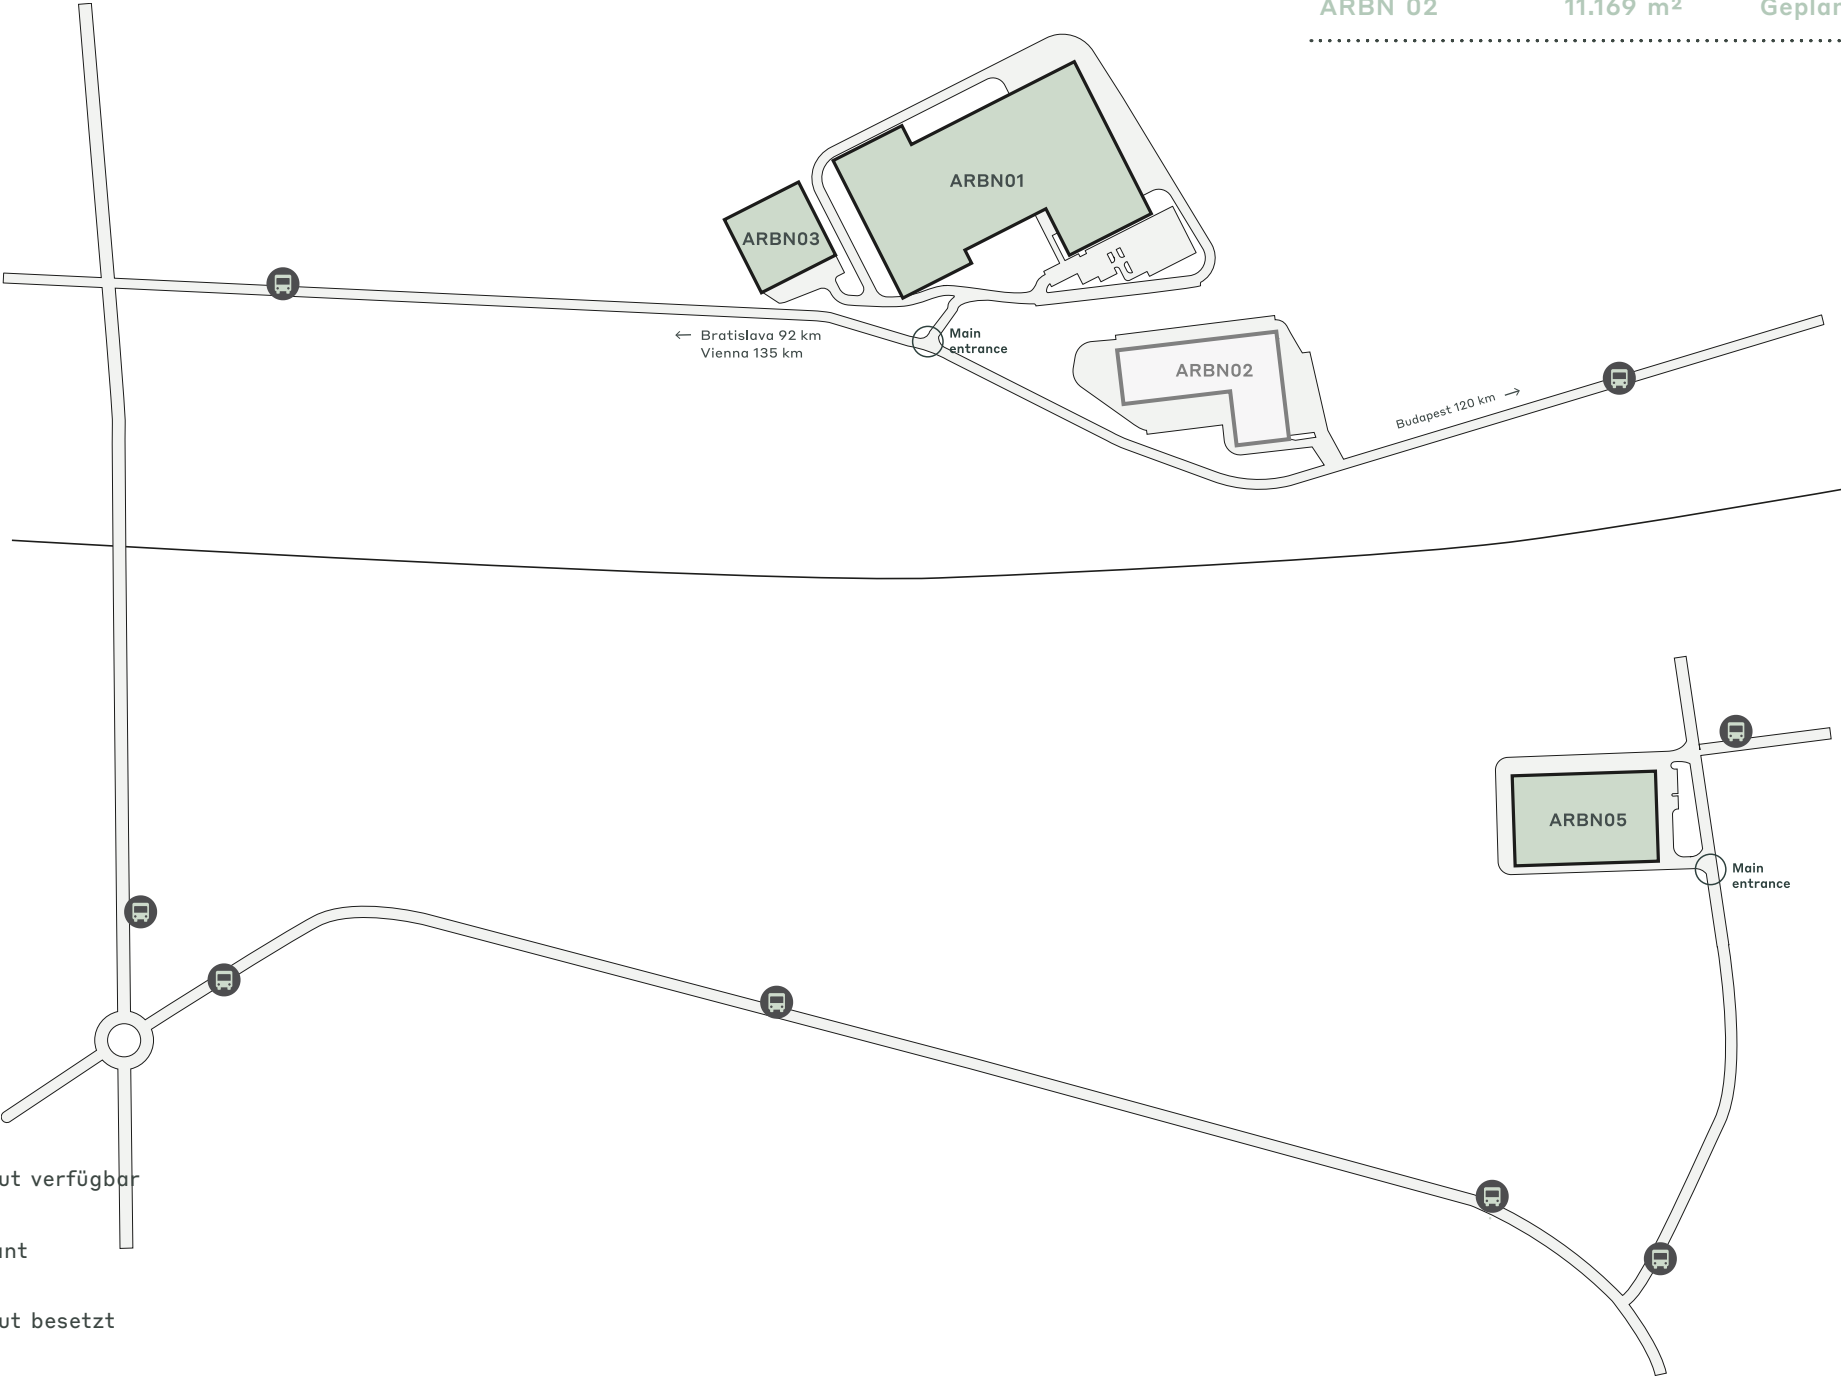 ARBN 02 11.169 m² Geplan
ARBN01
ARBN03
← Bratislava 92 km
Vienna 135 km
Main
entrance
ARBN02
Budapest 120 km →
ARBN05
Main
entrance
ut verfügbar
ant
ut besetzt